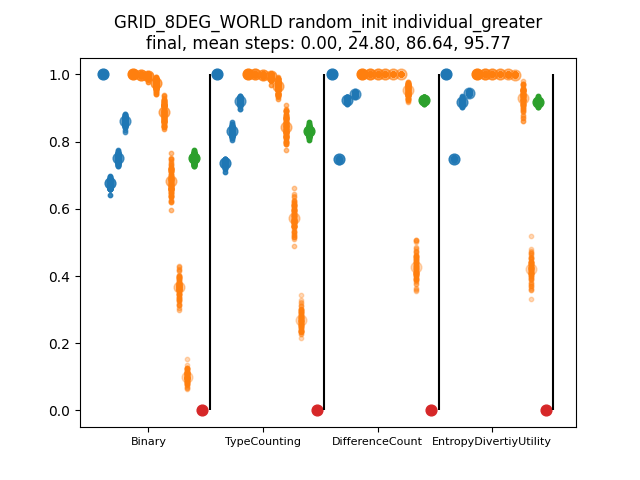 GRID_8DEG_WORLD random_init individual_greater
final, mean steps: 0.00, 24.80, 86.64, 95.77
1.0
0.8
0.6
0.4
0.2
0.0
Binary
TypeCounting
DifferenceCount
EntropyDivertiyUtility